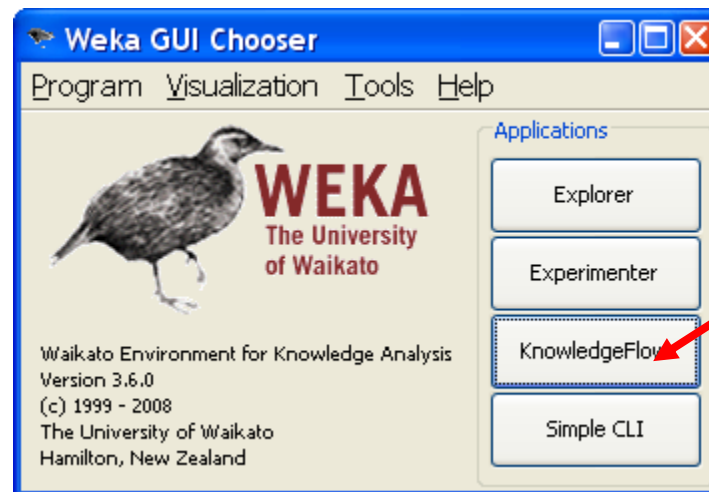 Weka GUI Chooser
Program Visualization Tools Help
Applications
WEKA
The University
of Waikato
Explorer
Experimenter
KnowledgeFlow
Simple CLI
Waikato Environment for Knowledge Analysis
Version 3.6.0
(c) 1999 - 2008
The University of Waikato
Hamilton, New Zealand